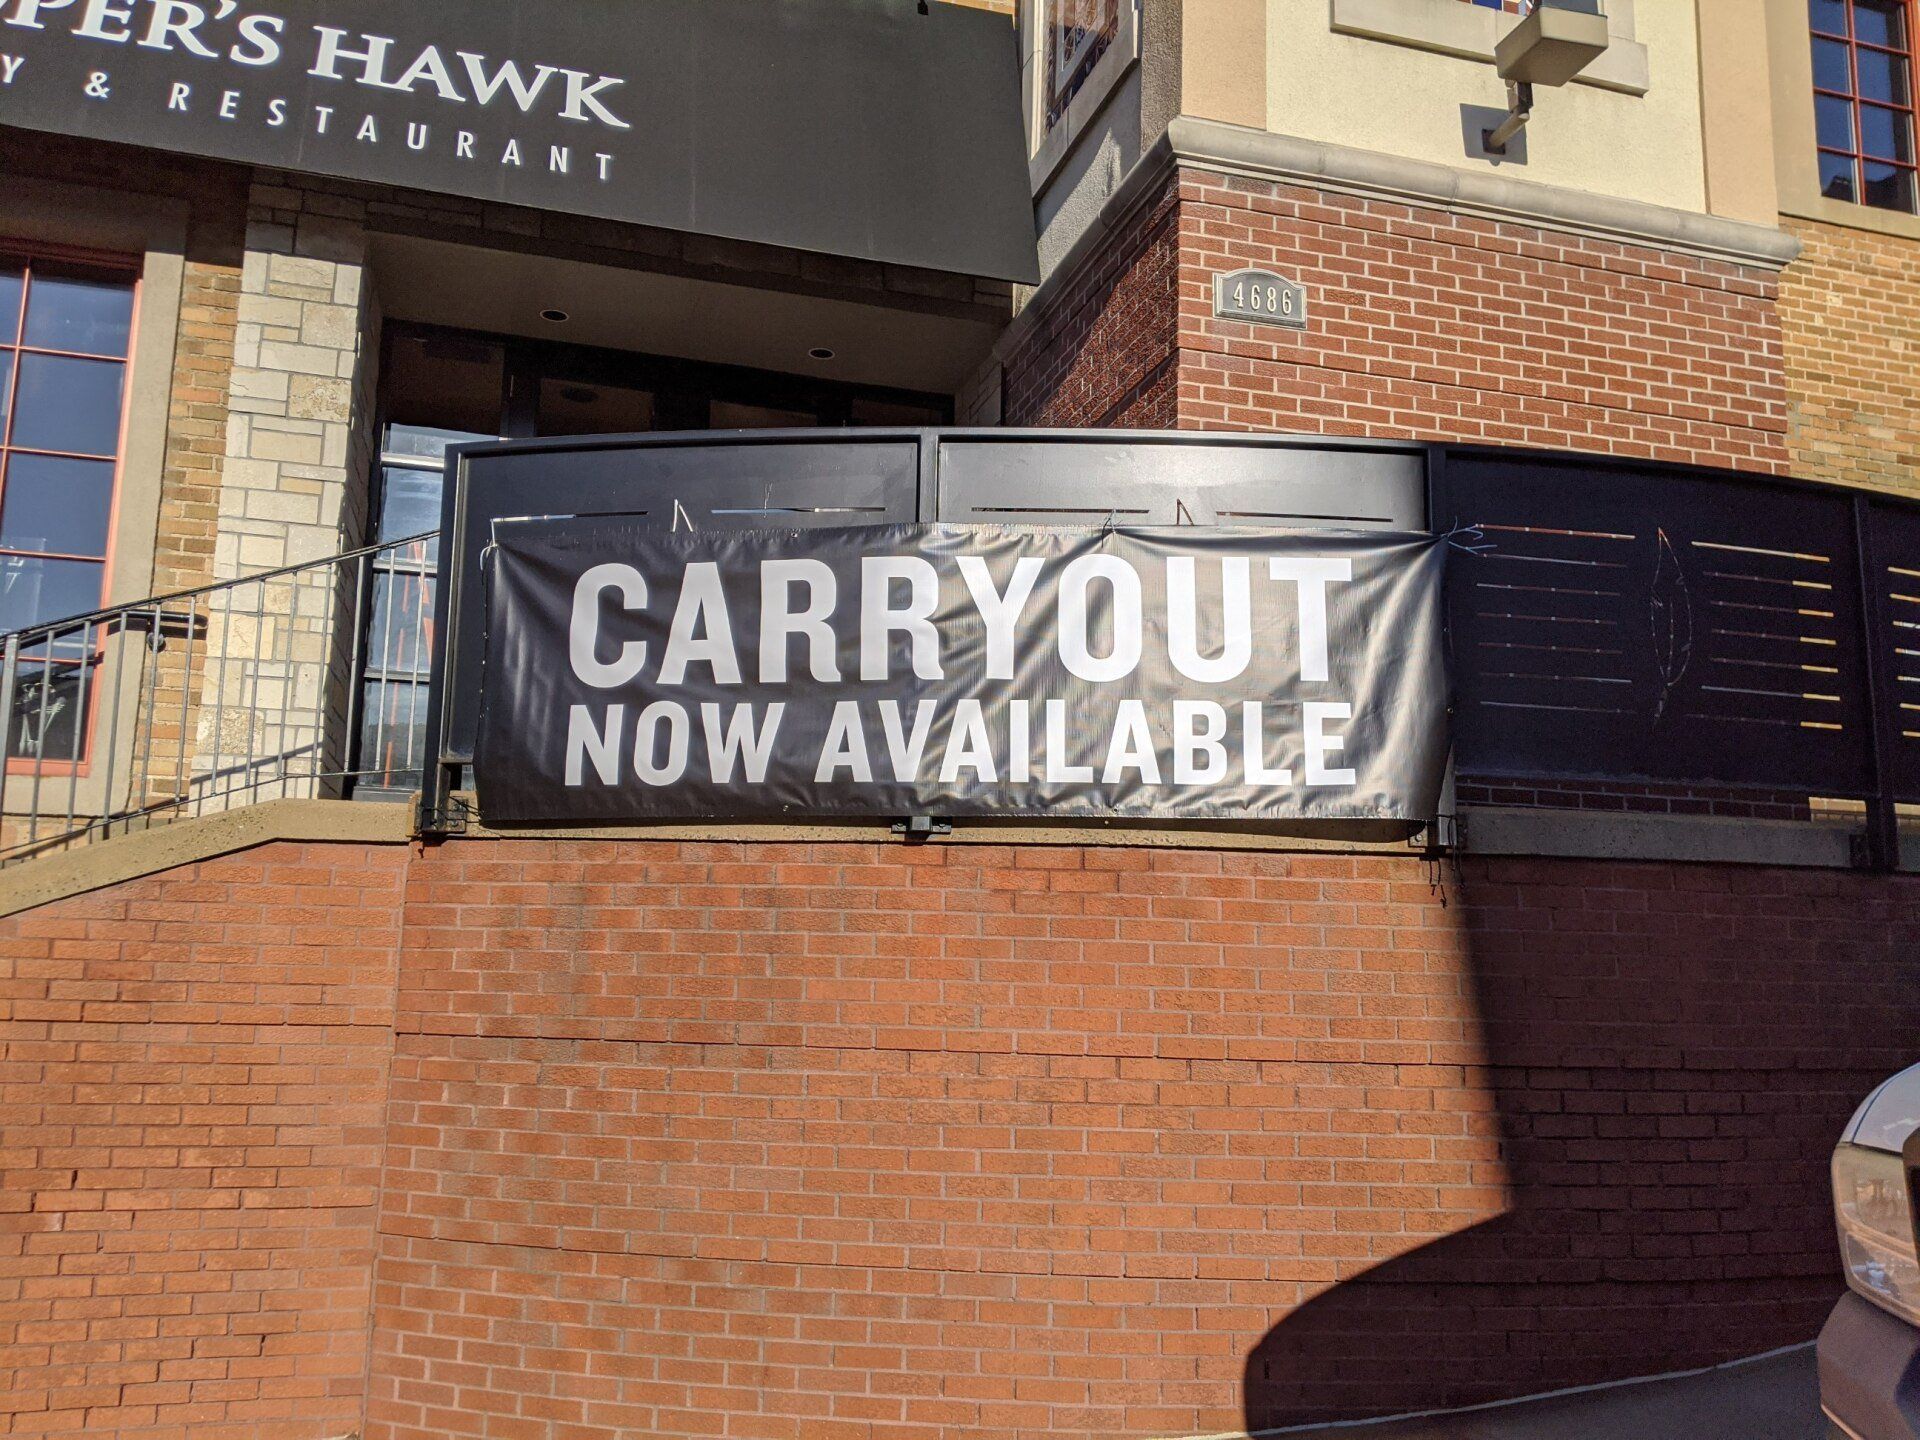 PER'S HAWK
Y & RESTAURANT
4686
CARRYOUT
NOW AVAILABLE